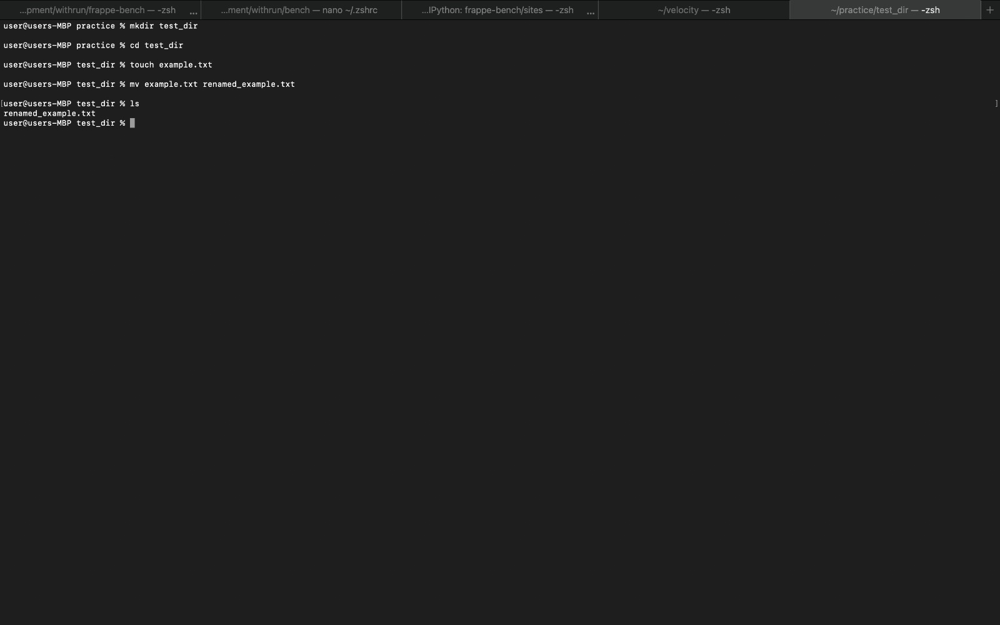 ...pment/withrun/frappe-bench — -zsh ...
...ment/withrun/bench — nano ~/.zshrc
...IPython: frappe-bench/sites — -zsh ...
~/velocity — -zsh
~/practice/test_dir — -zsh
+
user@users-MBP practice % mkdir test_dir
user@users-MBP practice % cd test_dir
user@users-MBP test_dir % touch example.txt
user@users-MBP test_dir % mv example.txt renamed_example.txt
[user@users-MBP test_dir % ls ]
renamed_example.txt
user@users-MBP test_dir %